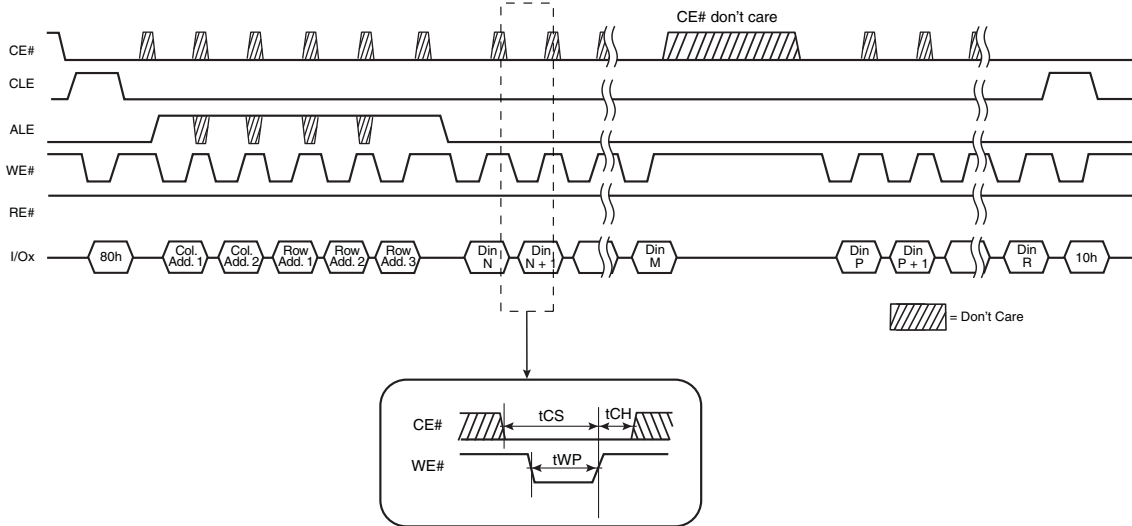 CE# don't care
CE#
CLE
ALE
WE#
RE#
I/Ox
80h
Col.
Add. 1
Col.
Add. 2
Row
Add. 1
Row
Add. 2
Row
Add. 3
Din
N
Din
N + 1
Din
M
Din
P
Din
P + 1
Din
R
10h
= Don't Care
CE#
tCS
tCH
WE#
tWP